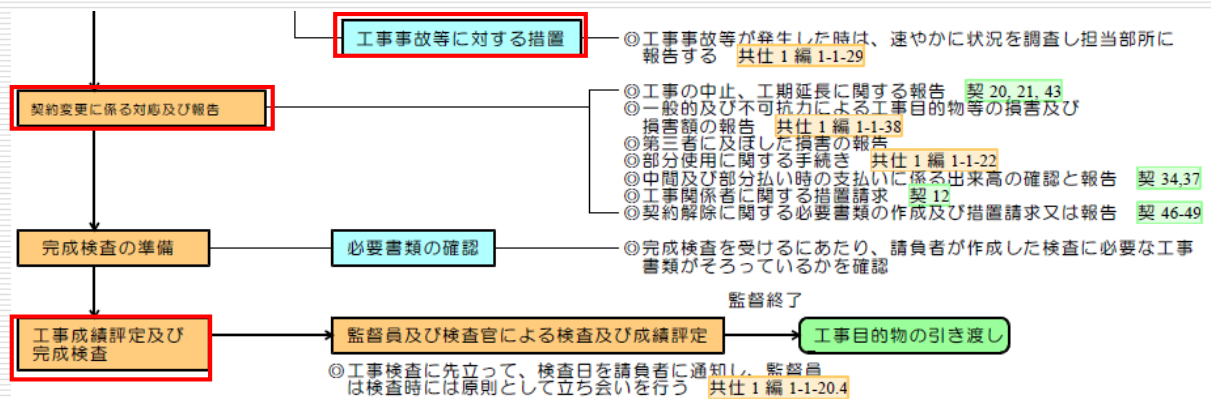 工事事故等に対する措置
◎工事事故等が発生した時は、速やかに状況を調査し担当部所に
報告する 共仕 1 編 1-1-29
契約変更に係る対応及び報告
◎工事の中止、工期延長に関する報告 契 20, 21, 43
◎一般的及び不可抗力による工事目的物等の損害及び
損害額の報告 共仕 1 編 1-1-38
◎第三者に及ぼした損害の報告
◎部分使用に関する手続き 共仕 1 編 1-1-22
◎中間及び部分払い時の支払いに係る出来高の確認と報告 契 34,37
◎工事関係者に関する措置請求 契 12
◎契約解除に関する必要書類の作成及び措置請求又は報告 契 46-49
完成検査の準備
必要書類の確認
◎完成検査を受けるにあたり、請負者が作成した検査に必要な工事
書類がそろっているかを確認
監督終了
工事成績評定及び
完成検査
監督員及び検査官による検査及び成績評定
工事目的物の引き渡し
◎工事検査に先立って、検査日を請負者に通知し、監督員
は検査時には原則として立ち会いを行う 共仕 1 編 1-1-20.4